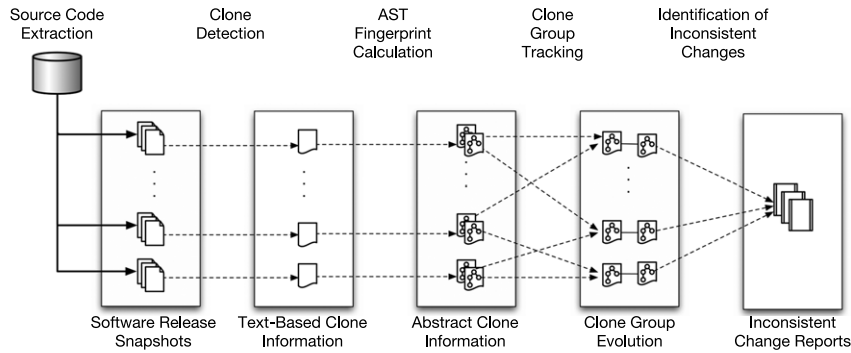 Source Code
Extraction
Clone
Detection
AST
Fingerprint
Calculation
Clone
Group
Tracking
Identification of
Inconsistent
Changes
Software Release
Snapshots
Text-Based Clone
Information
Abstract Clone
Information
Clone Group
Evolution
Inconsistent
Change Reports